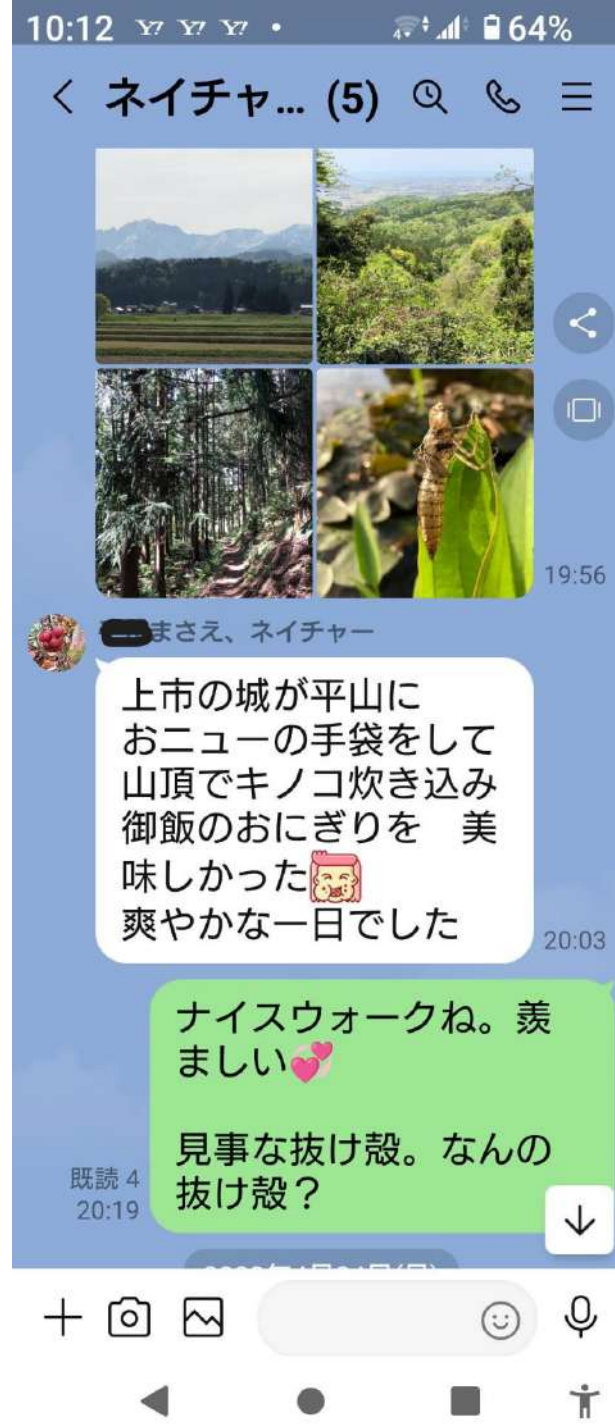 10:12 Y! Y! Y! 64%
ネイチャ... (5)
19:56
まさえ、ネイチャー
上市の城が平山に
おニューの手袋をして
山頂でキノコ炊き込み
御飯のおにぎりを　美
味しかった
爽やかな一日でした
20:03
ナイスウォークね。羨
ましい💞
見事な抜け殻。なんの
抜け殻？
既読 4
20:19